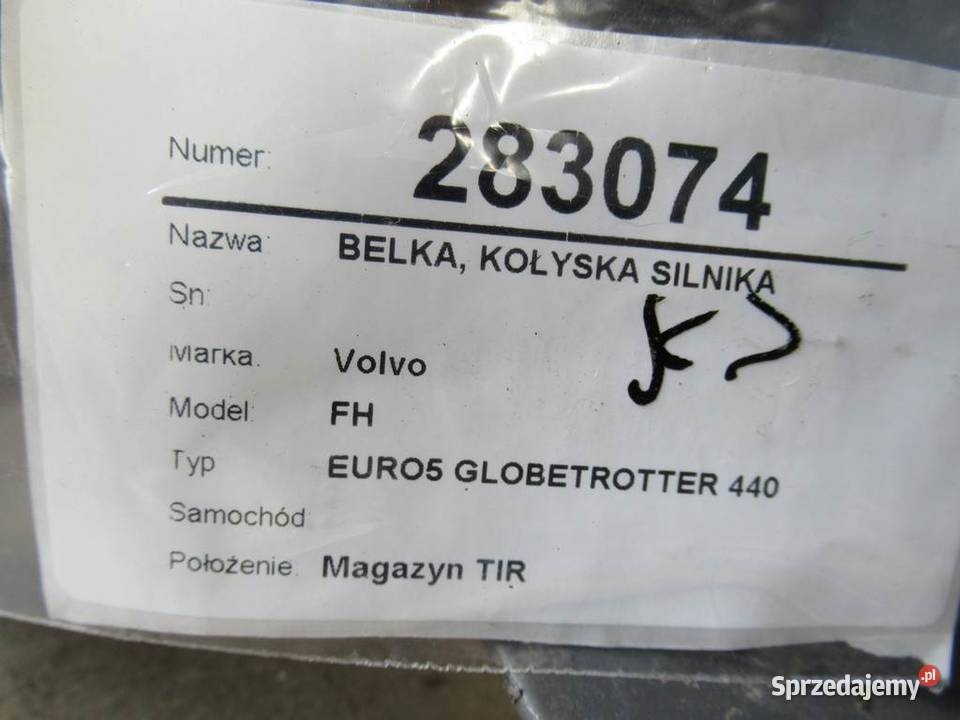 Numer: 283074
Nazwa: BELKA, KOŁYSKA SILNIKA
Sn:
Marka: Volvo
Model: FH
Typ EURO5 GLOBETROTTER 440
Samochód
Położenie: Magazyn TIR
Sprzedajemy.pl